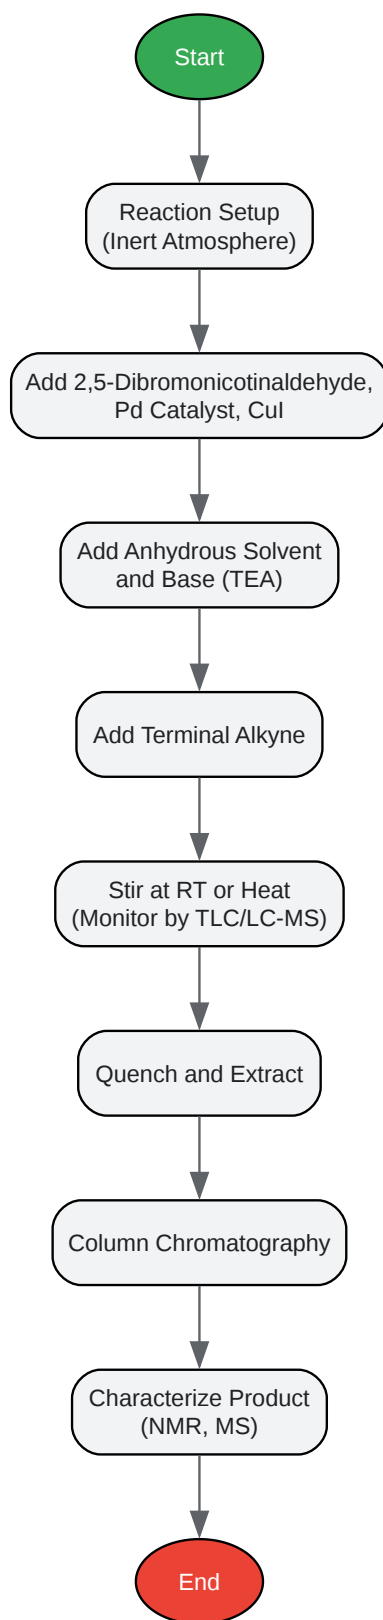 Start
Reaction Setup
(Inert Atmosphere)
Add 2,5-Dibromonicotinaldehyde,
Pd Catalyst, CuI
Add Anhydrous Solvent
and Base (TEA)
Add Terminal Alkyne
Stir at RT or Heat
(Monitor by TLC/LC-MS)
Quench and Extract
Column Chromatography
Characterize Product
(NMR, MS)
End